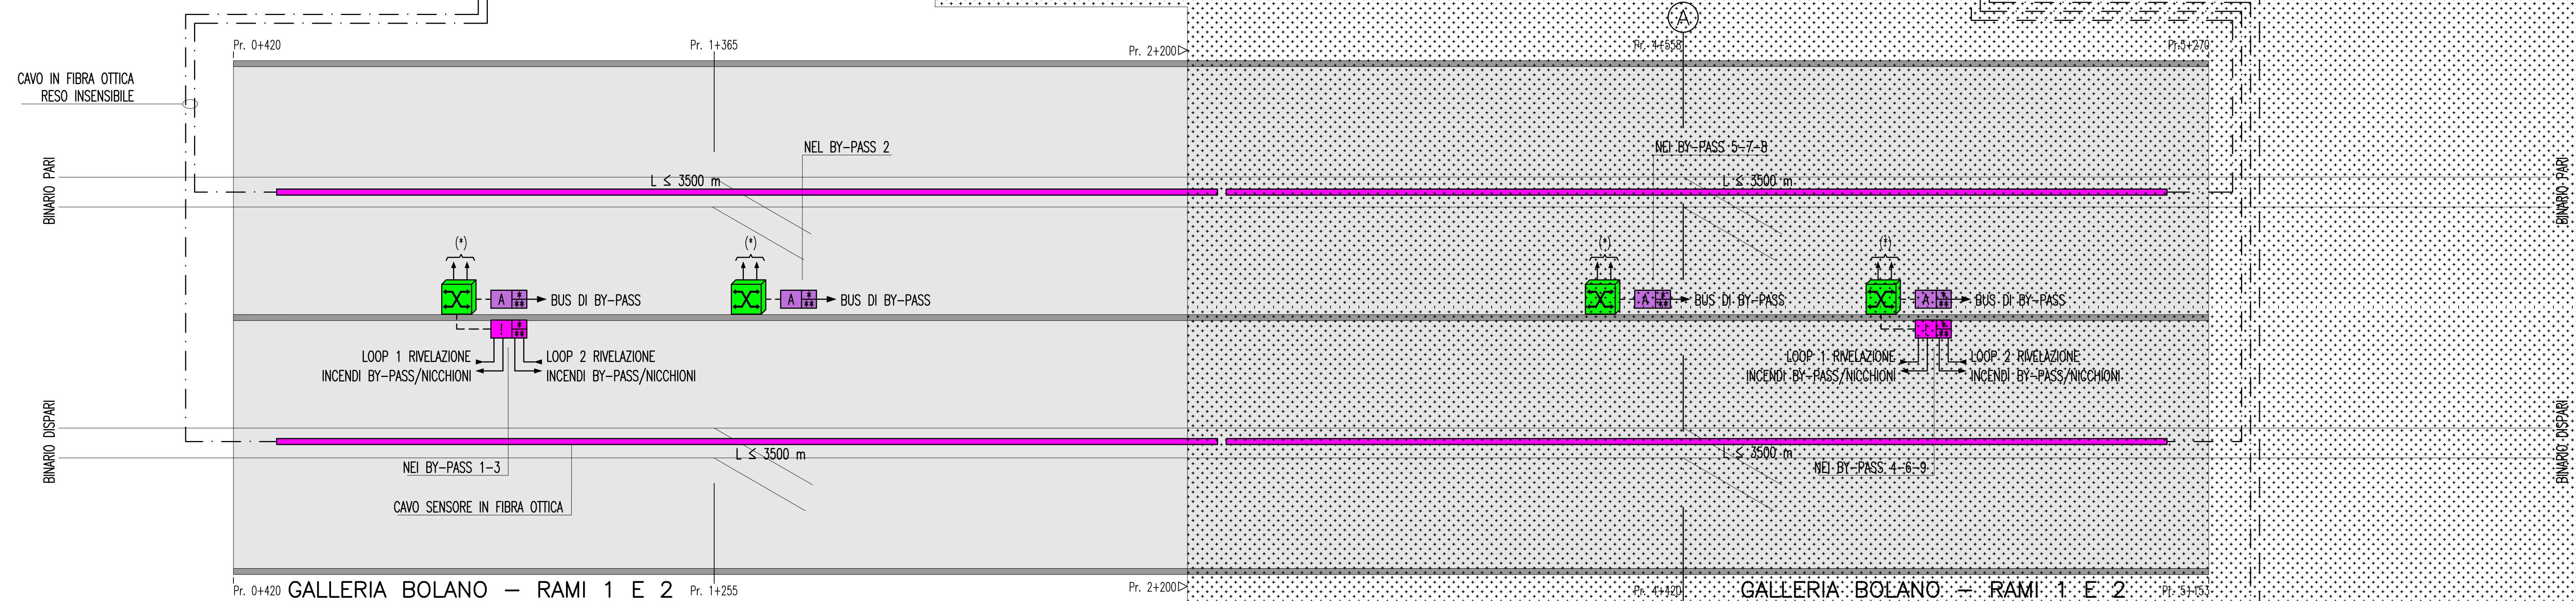 A
Pr. 0+420
Pr. 1+365
Pr. 2+200
Pr. 4+558
Pr.5+270
CAVO IN FIBRA OTTICA
RESO INSENSIBILE
NEL BY-PASS 2
NEI BY-PASS 5-7-8
BINARIO PARI
BINARIO PARI
L ≤ 3500 m
L ≤ 3500 m
(*)
(*)
(*)
(*)
A * **
BUS DI BY-PASS
A * **
BUS DI BY-PASS
A * **
BUS DI BY-PASS
A * **
BUS DI BY-PASS
! * **
! * **
LOOP 1 RIVELAZIONE
INCENDI BY-PASS/NICCHIONI
LOOP 2 RIVELAZIONE
INCENDI BY-PASS/NICCHIONI
LOOP 1 RIVELAZIONE
INCENDI BY-PASS/NICCHIONI
LOOP 2 RIVELAZIONE
INCENDI BY-PASS/NICCHIONI
BINARIO DISPARI
BINARIO DISPARI
L ≤ 3500 m
L ≤ 3500 m
NEI BY-PASS 1-3
NEI BY-PASS 4-6-9
CAVO SENSORE IN FIBRA OTTICA
Pr. 0+420
GALLERIA BOLANO - RAMI 1 E 2
Pr. 1+255
Pr. 2+200
Pr. 4+420
GALLERIA BOLANO - RAMI 1 E 2
Pr. 5+153